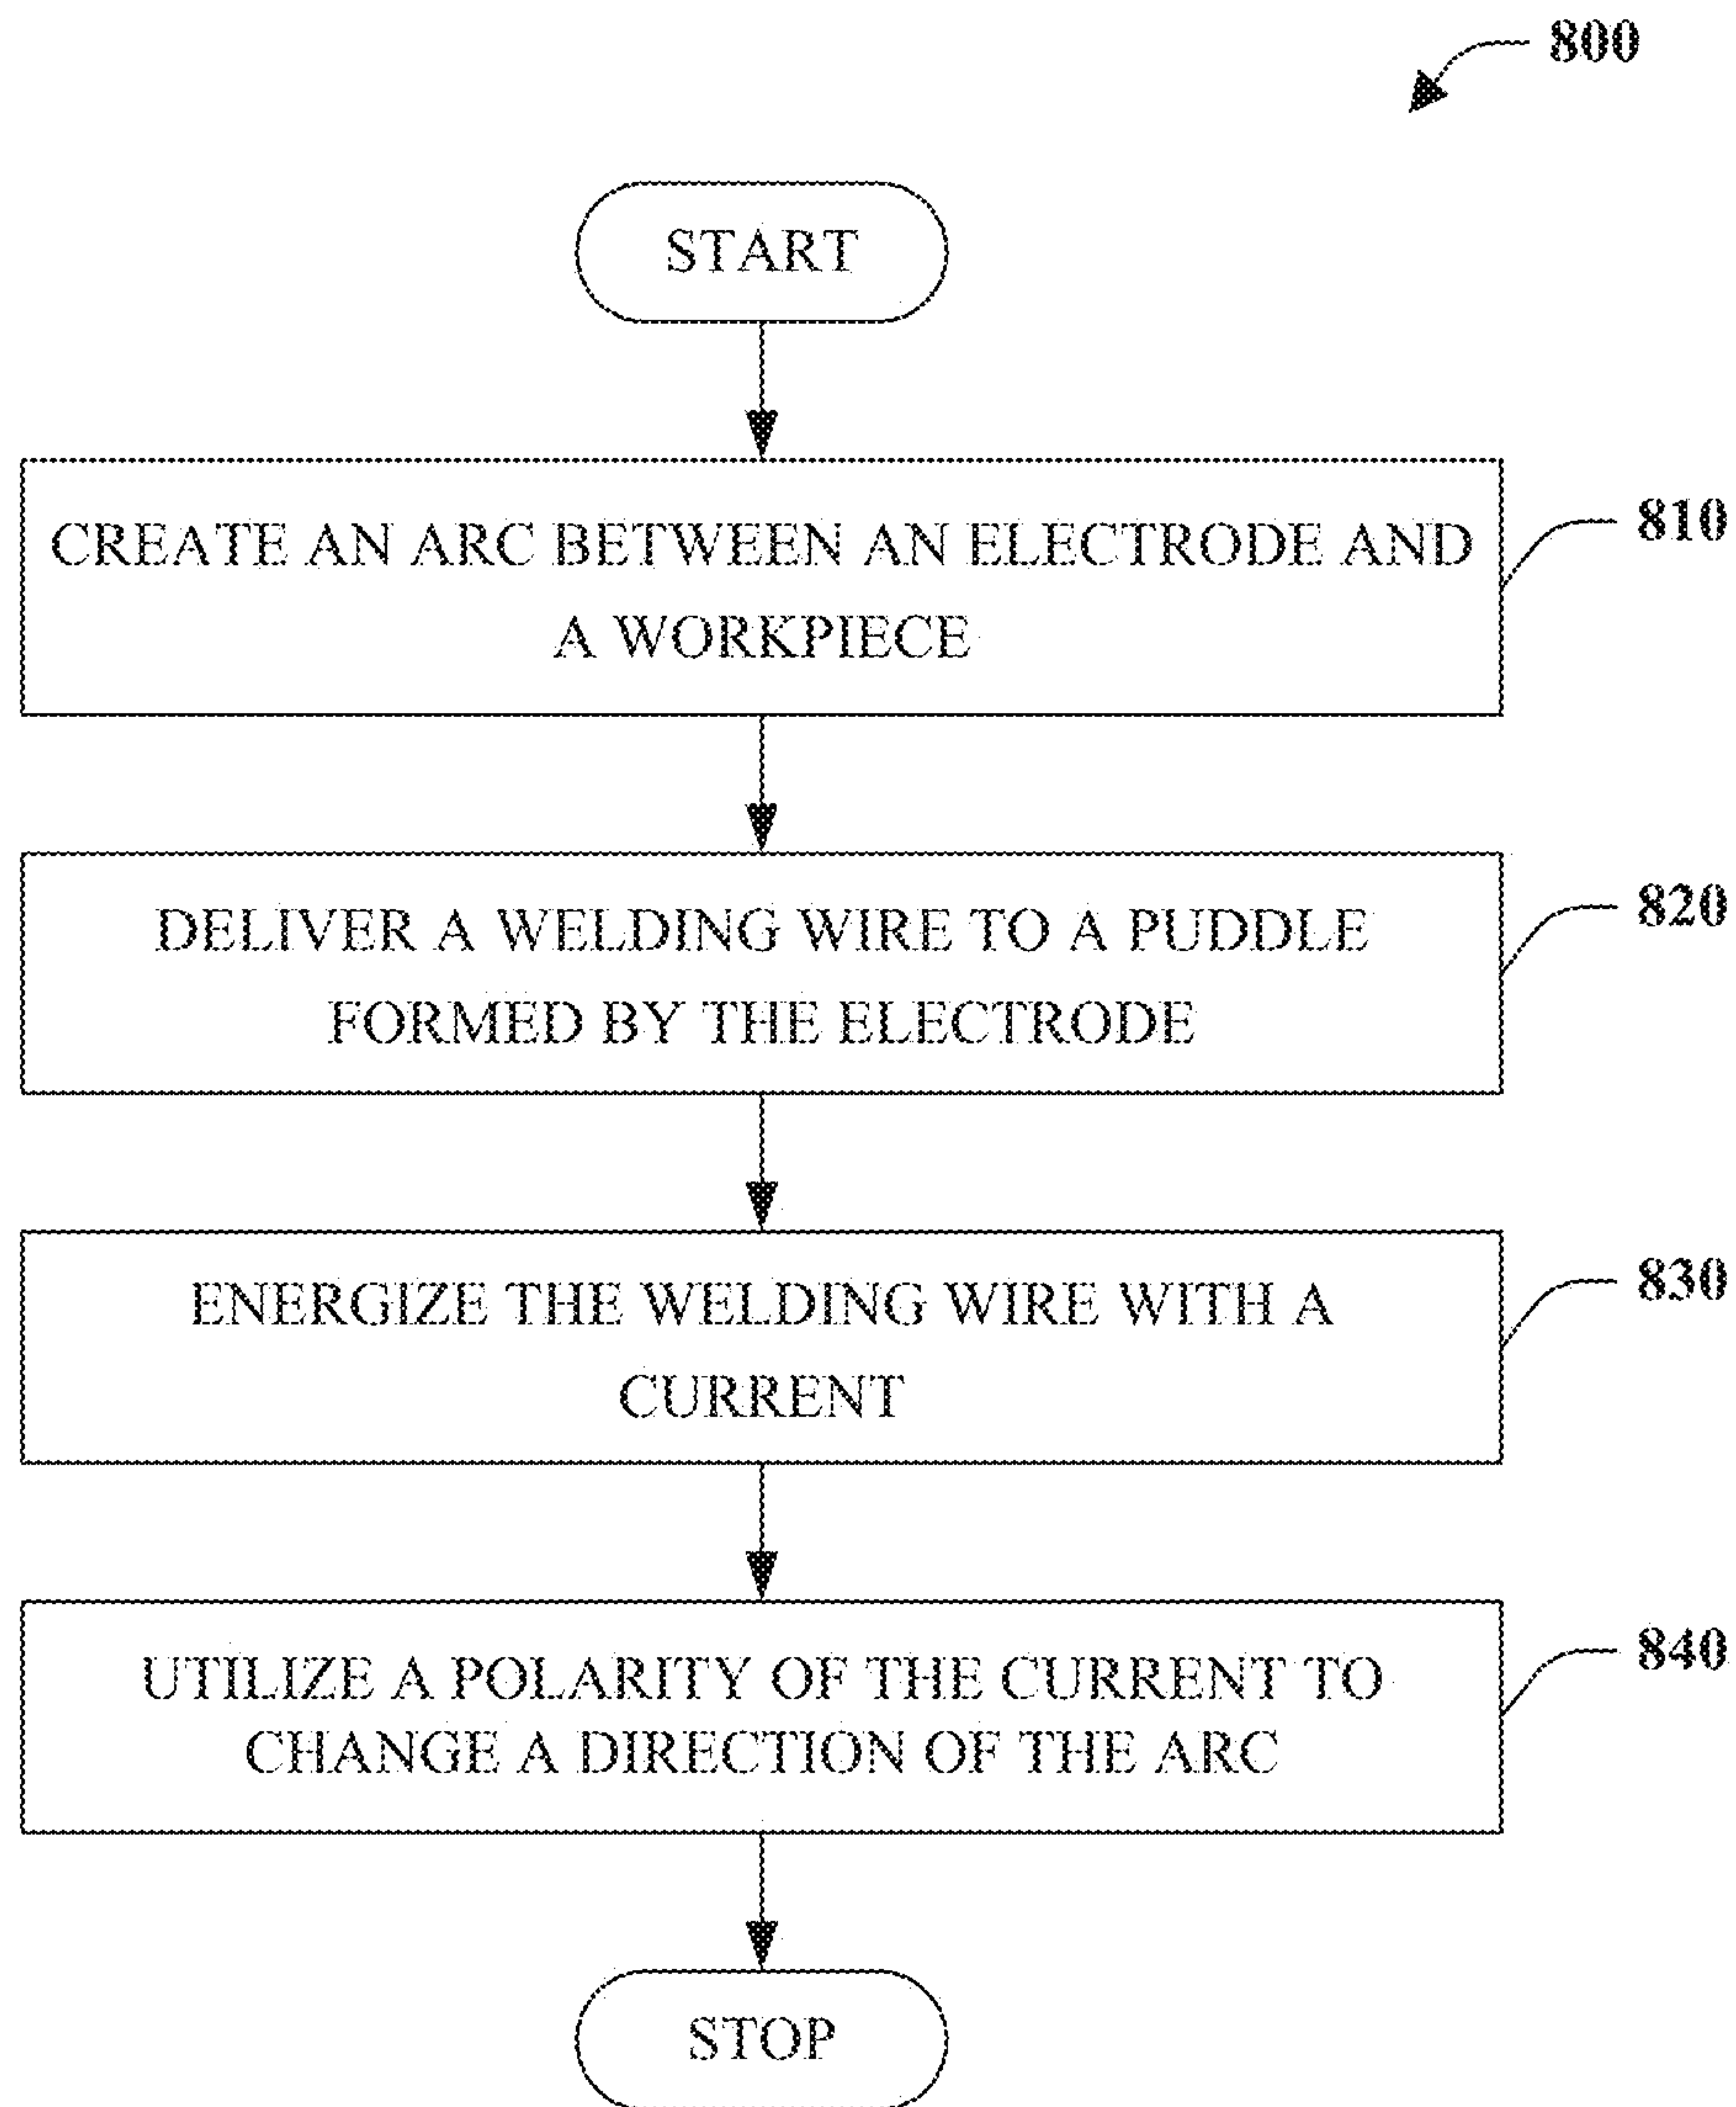 800
START
CREATE AN ARC BETWEEN AN ELECTRODE AND
A WORKPIECE
810
DELIVER A WELDING WIRE TO A PUDDLE
FORMED BY THE ELECTRODE
820
ENERGIZE THE WELDING WIRE WITH A
CURRENT
830
UTILIZE A POLARITY OF THE CURRENT TO
CHANGE A DIRECTION OF THE ARC
840
STOP